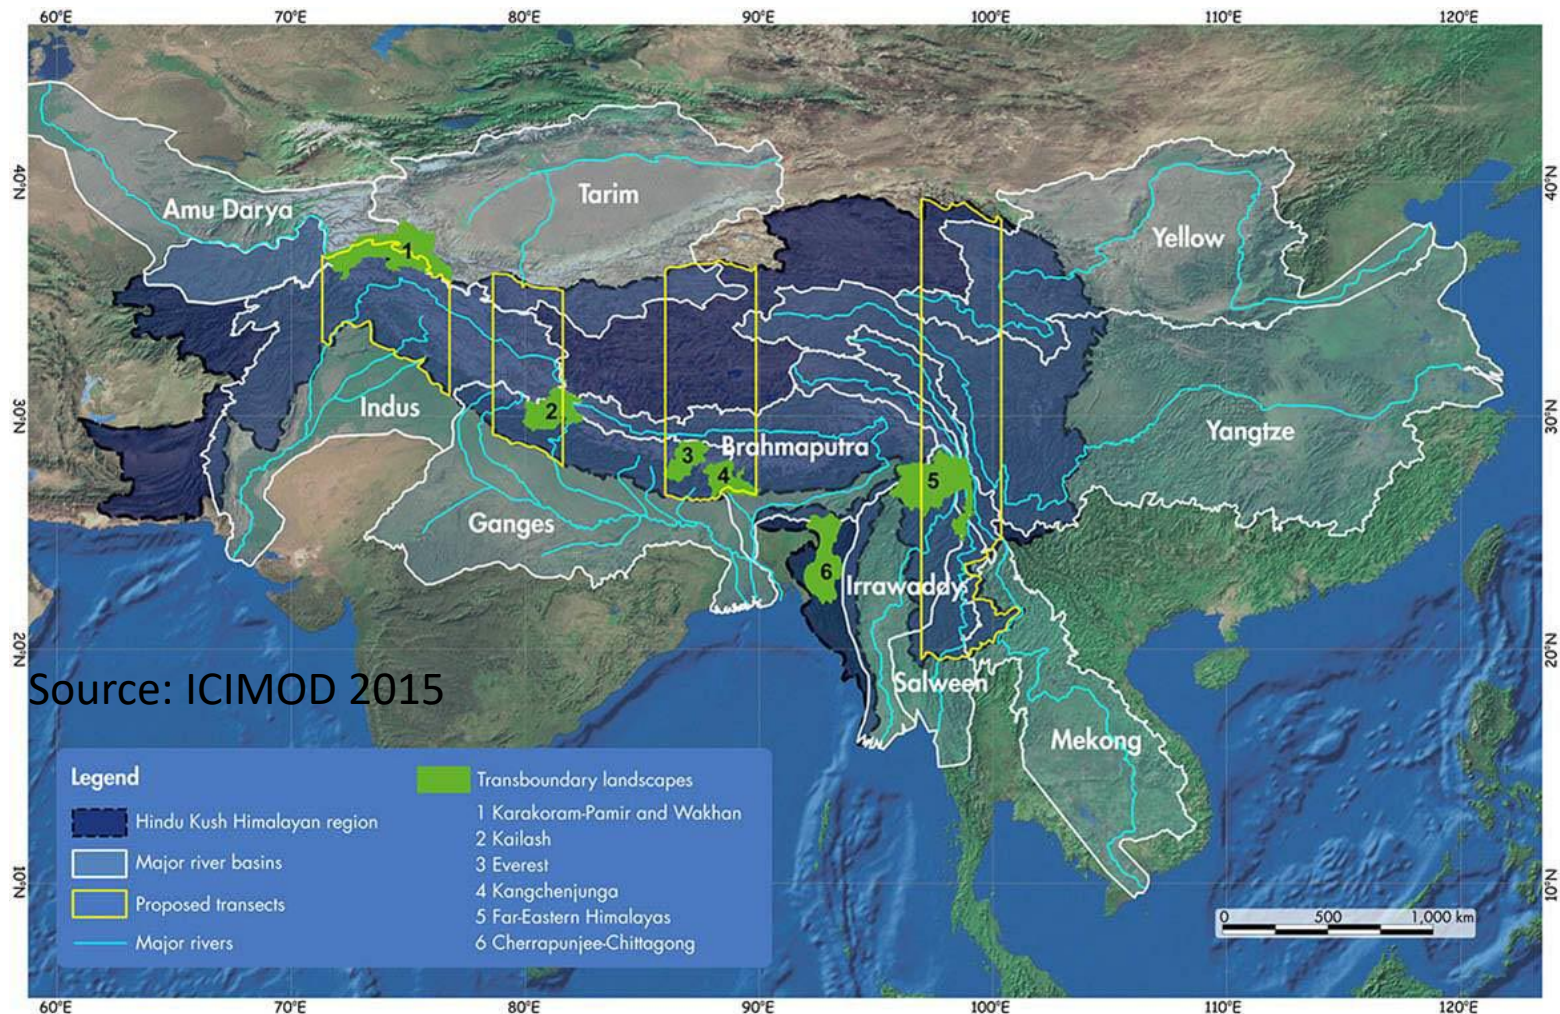 60°E 70°E 80°E 90°E 100°E 110°E 120°E
40°N 40°N
Tarim
Amu Darya
Yellow
1
2
30°N 30°N
Indus
Yangtze
Brahmaputra
3
4
5
Ganges
6
Irrawaddy
20°N 20°N
Salween
Source: ICIMOD 2015
Mekong
Legend
Hindu Kush Himalayan region
Major river basins
Proposed transects
Major rivers
Transboundary landscapes
1 Karakoram-Pamir and Wakhan
2 Kailash
3 Everest
4 Kangchenjunga
5 Far-Eastern Himalayas
6 Cherrapunjee-Chittagong
10°N 10°N
0 500 1,000 km
60°E 70°E 80°E 90°E 100°E 110°E 120°E